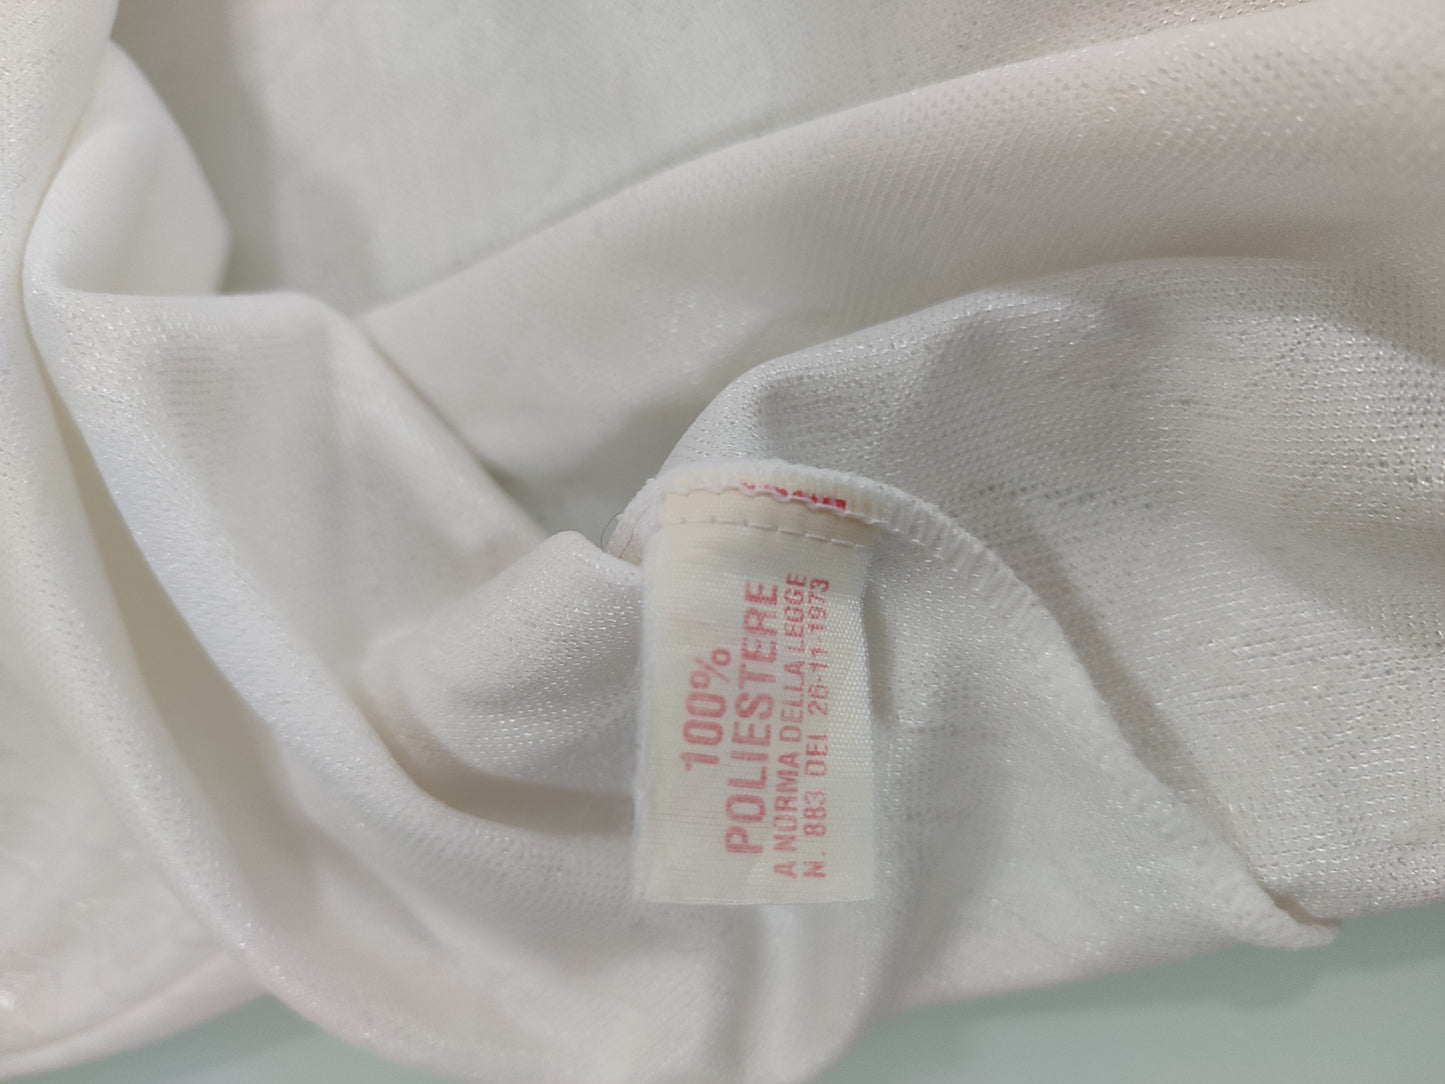 100%
POLIESTERE
A NORMA DELLA LEGGE
N. 883 DEL 26-11-1973